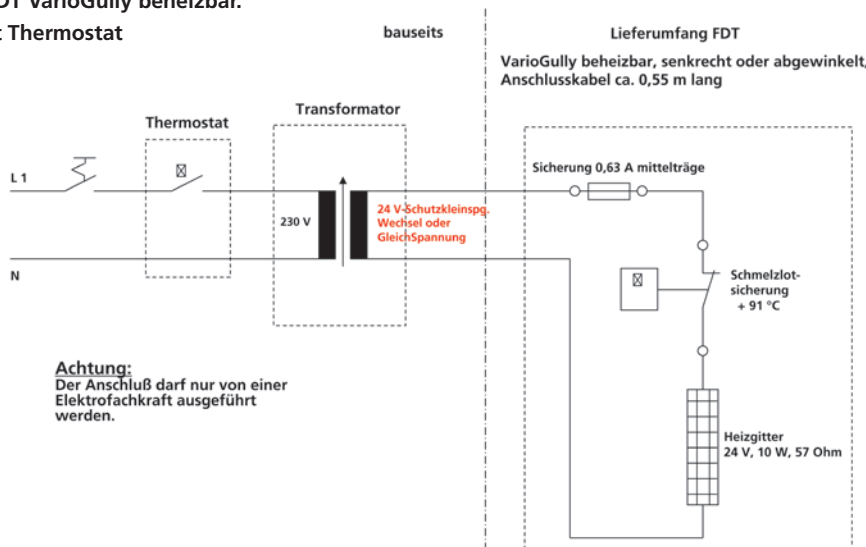 VarioGully beheizbar.
Thermostat
bauseits
Lieferumfang FDT
VarioGully beheizbar, senkrecht oder abgewinkelt,
Anschlusskabel ca. 0,55 m lang
Transformator
Thermostat
Sicherung 0,63 A mittelträge
L 1
230 V
24 V-Schutzkleinspg.
Wechsel oder
GleichSpannung
N
Schmelzlot-
sicherung
+ 91 °C
Achtung:
Der Anschluß darf nur von einer
Elektrofachkraft ausgeführt
werden.
Heizgitter
24 V, 10 W, 57 Ohm